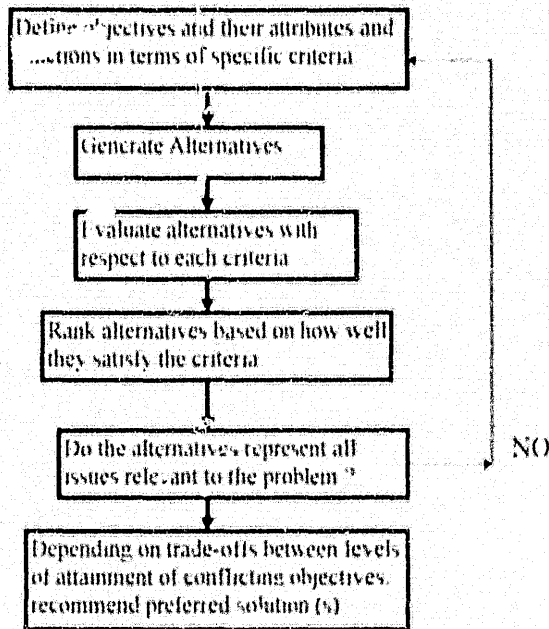 Define objectives and their attributes and
in terms of specific criteria
Generate Alternatives
Evaluate alternatives with
respect to each criteria
Rank alternatives based on how well
they satisfy the criteria
Do the alternatives represent all
issues relevant to the problem ?
NO
Depending on trade-offs between levels
of attainment of conflicting objectives,
recommend preferred solution (s)